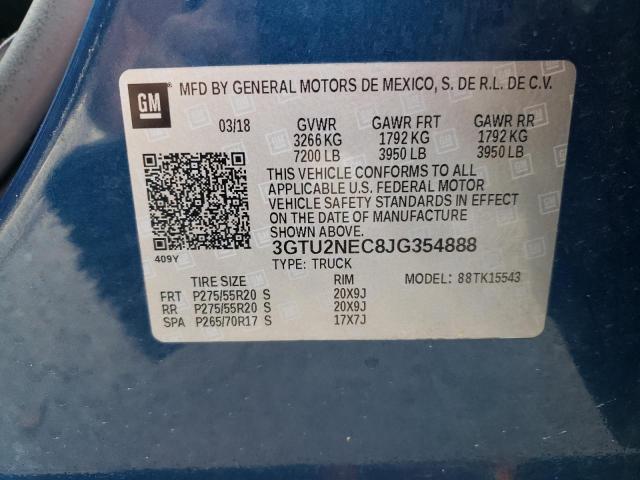 GM
MFD BY GENERAL MOTORS DE MEXICO, S. DE R.L. DE C.V.
03/18 GVWR GAWR FRT GAWR RR
3266 KG 1792 KG 1792 KG
7200 LB 3950 LB 3950 LB
THIS VEHICLE CONFORMS TO ALL
APPLICABLE U.S. FEDERAL MOTOR
VEHICLE SAFETY STANDARDS IN EFFECT
ON THE DATE OF MANUFACTURE
SHOWN ABOVE.
409Y
3GTU2NEC8JG354888
TYPE: TRUCK
TIRE SIZE RIM MODEL: 88TK15543
FRT P275/55R20 S 20X9J
RR P275/55R20 S 20X9J
SPA P265/70R17 S 17X7J